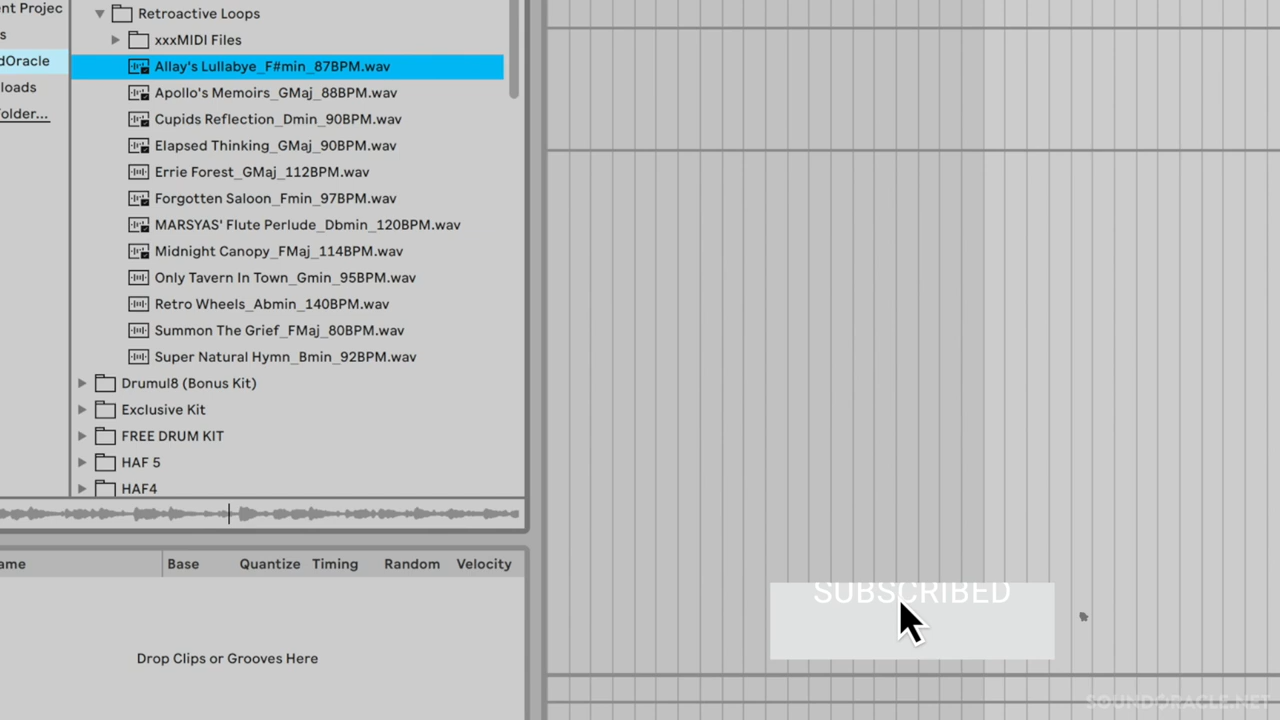 ent Projec
Retroactive Loops
s
xxxMIDI Files
dOracle
Allay's Lullabye_F#min_87BPM.wav
loads
Apollo's Memoirs_GMaj_88BPM.wav
older...
Cupids Reflection_Dmin_90BPM.wav
Elapsed Thinking_GMaj_90BPM.wav
Errie Forest_GMaj_112BPM.wav
Forgotten Saloon_Fmin_97BPM.wav
MARSYAS' Flute Perlude_Dbmin_120BPM.wav
Midnight Canopy_FMaj_114BPM.wav
Only Tavern In Town_Gmin_95BPM.wav
Retro Wheels_Abmin_140BPM.wav
Summon The Grief_FMaj_80BPM.wav
Super Natural Hymn_Bmin_92BPM.wav
Drumul8 (Bonus Kit)
Exclusive Kit
FREE DRUM KIT
HAF 5
HAF4
ame Base Quantize Timing Random Velocity
Drop Clips or Grooves Here
SUBSCRIBED
SOUNDORACLE.NET